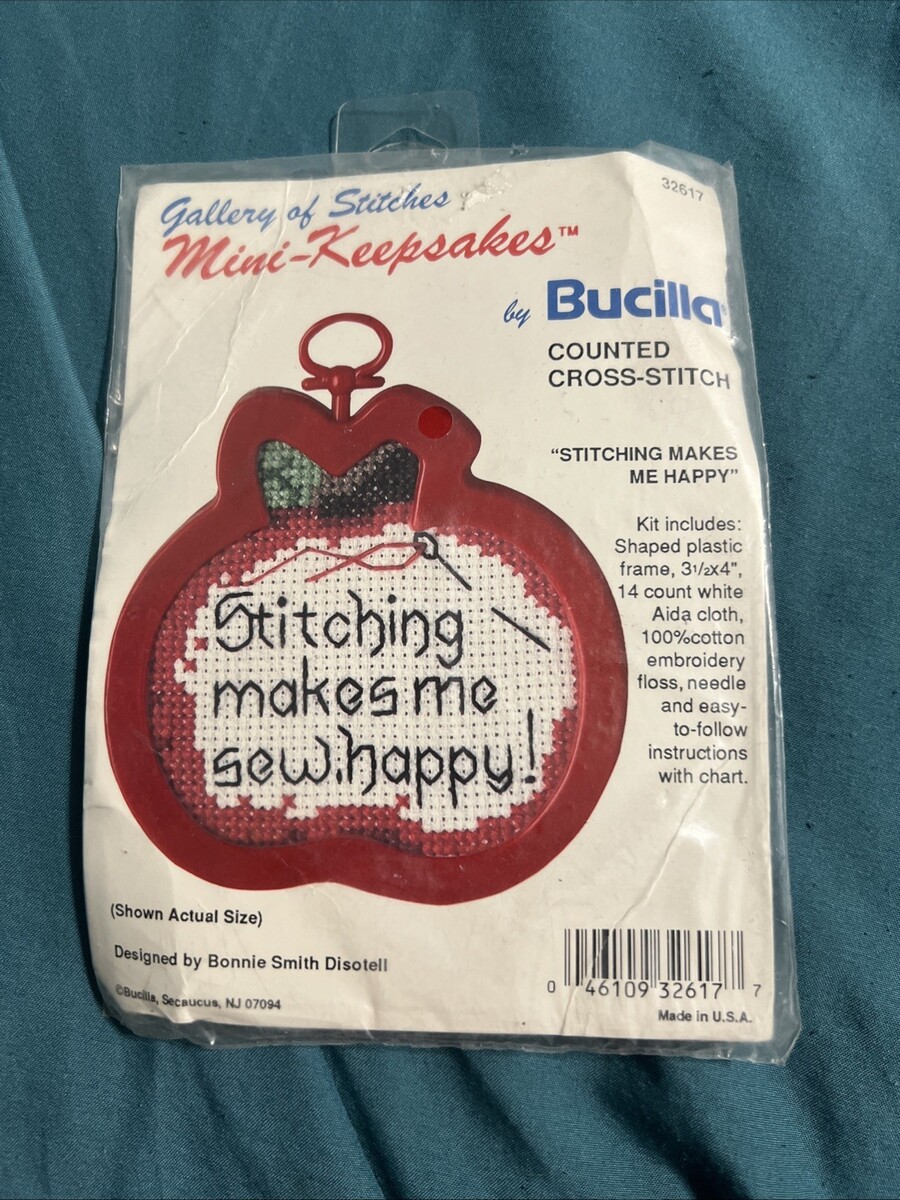 Gallery of Stitches
Mini-Keepsakes™
32617
by Bucilla®
COUNTED
CROSS-STITCH
"STITCHING MAKES
ME HAPPY"
Kit includes:
Shaped plastic
frame, 3 1/2x4",
14 count white
Aida cloth,
100%cotton
embroidery
floss, needle
and easy-
to-follow
instructions
with chart.
Stitching
makes me
sew.happy!
(Shown Actual Size)
Designed by Bonnie Smith Disotell
©Bucilla, Secaucus, NJ 07094
0 46109 32617 7
Made in U.S.A.